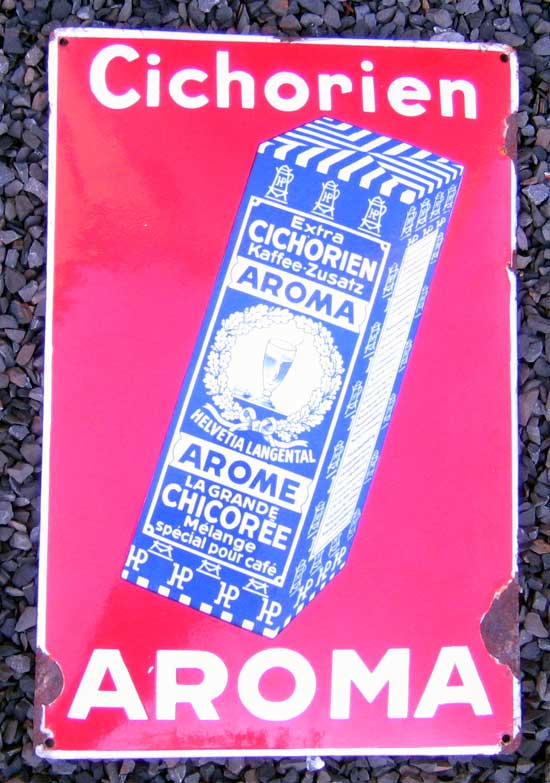 Cichorien
Extra
CICHORIEN
Kaffee-Zusatz
AROMA
HELVETIA LANGENTAL
AROME
LA GRANDE
CHICORÉE
Mélange
spécial pour café
AROMA